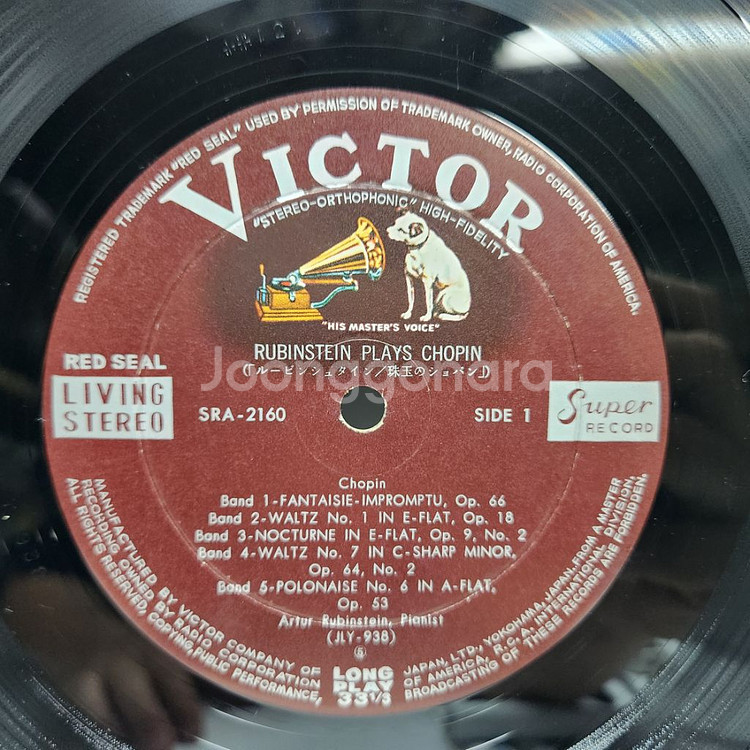 REGISTERED TRADEMARK "RED SEAL" USED BY PERMISSION OF TRADEMARK OWNER, RADIO CORPORATION OF AMERICA.
VICTOR
"STEREO-ORTHOPHONIC" HIGH-FIDELITY
"HIS MASTER'S VOICE"
RUBINSTEIN PLAYS CHOPIN
(「ルービンシュタイン/珠玉のショパン」)
Joonggonara
RED SEAL
LIVING
STEREO
SRA-2160
SIDE 1
Super
RECORD
Chopin
Band 1-FANTAISIE-IMPROMPTU, Op. 66
Band 2-WALTZ No. 1 IN E-FLAT, Op. 18
Band 3-NOCTURNE IN E-FLAT, Op. 9, No. 2
Band 4-WALTZ No. 7 IN C-SHARP MINOR,
Op. 64, No. 2
Band 5-POLONAISE No. 6 IN A-FLAT,
Op. 53
Artur Rubinstein, Pianist
(JLY-938)
MANUFACTURED BY VICTOR COMPANY OF JAPAN, LTD., YOKOHAMA, JAPAN, FROM A MASTER
RECORDING OWNED BY RADIO CORPORATION OF AMERICA, R.C.A. INTERNATIONAL DIVISION.
ALL RIGHTS RESERVED, COPYING, PUBLIC PERFORMANCE, BROADCASTING OF THESE RECORDS ARE FORBIDDEN.
LONG
PLAY
33 1/3